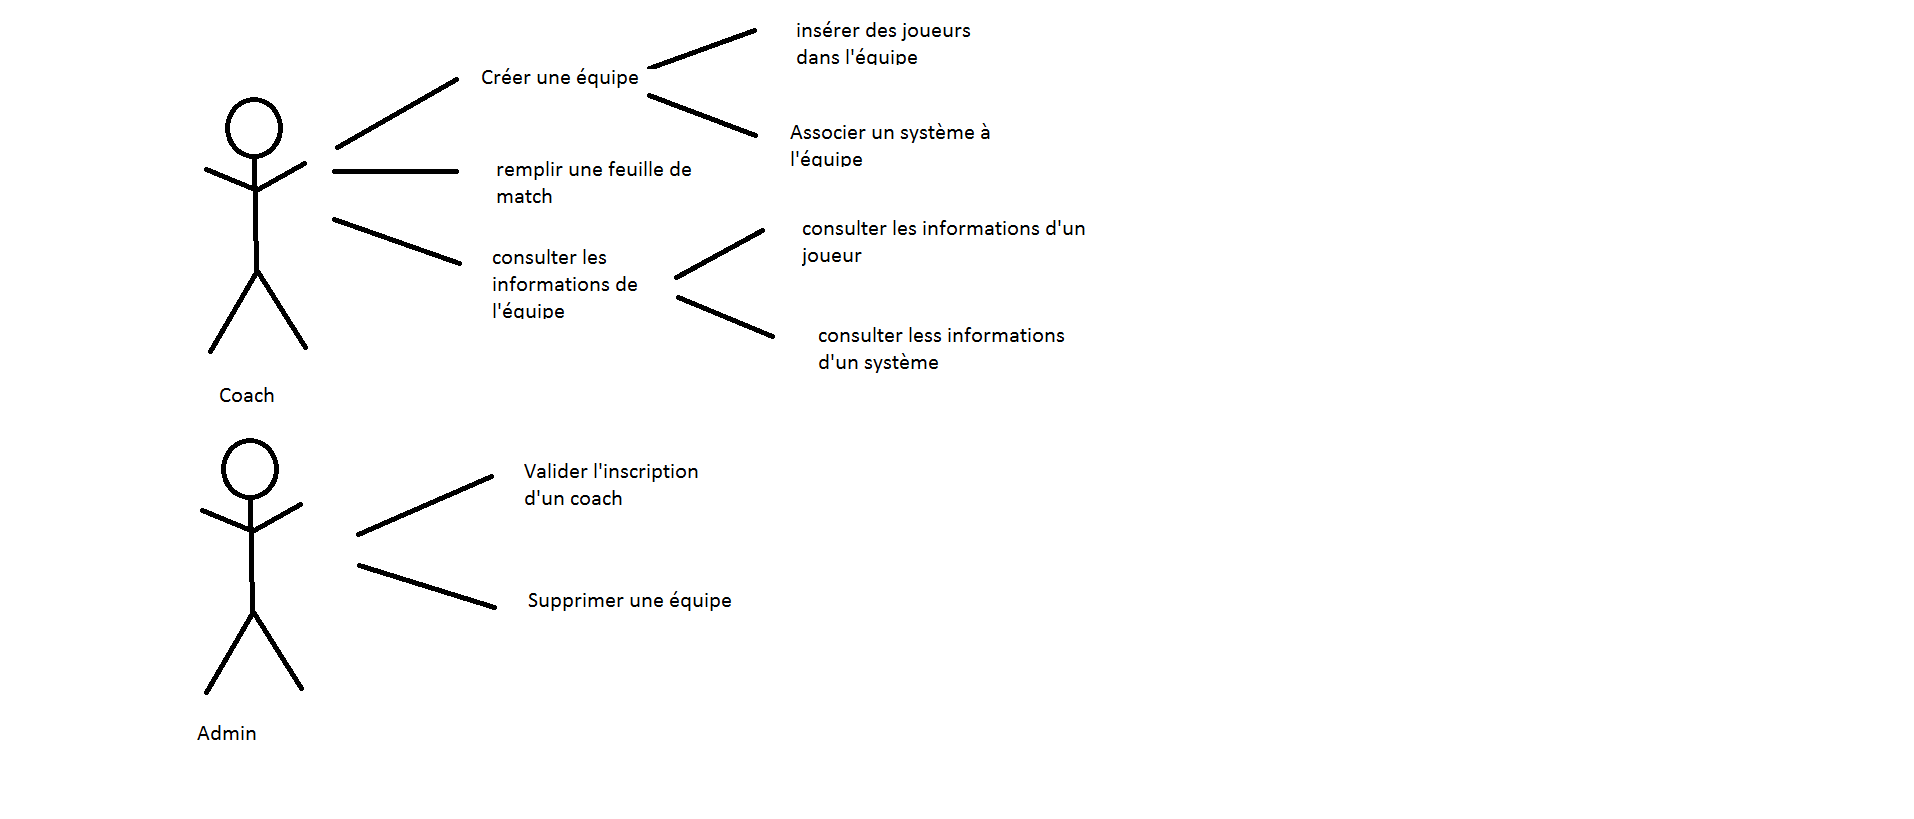 insérer des joueurs
dans l'équipe
Créer une équipe
Associer un système à
l'équipe
remplir une feuille de
match
consulter les
informations de
l'équipe
consulter les informations d'un
joueur
consulter less informations
d'un système
Coach
Valider l'inscription
d'un coach
Supprimer une équipe
Admin